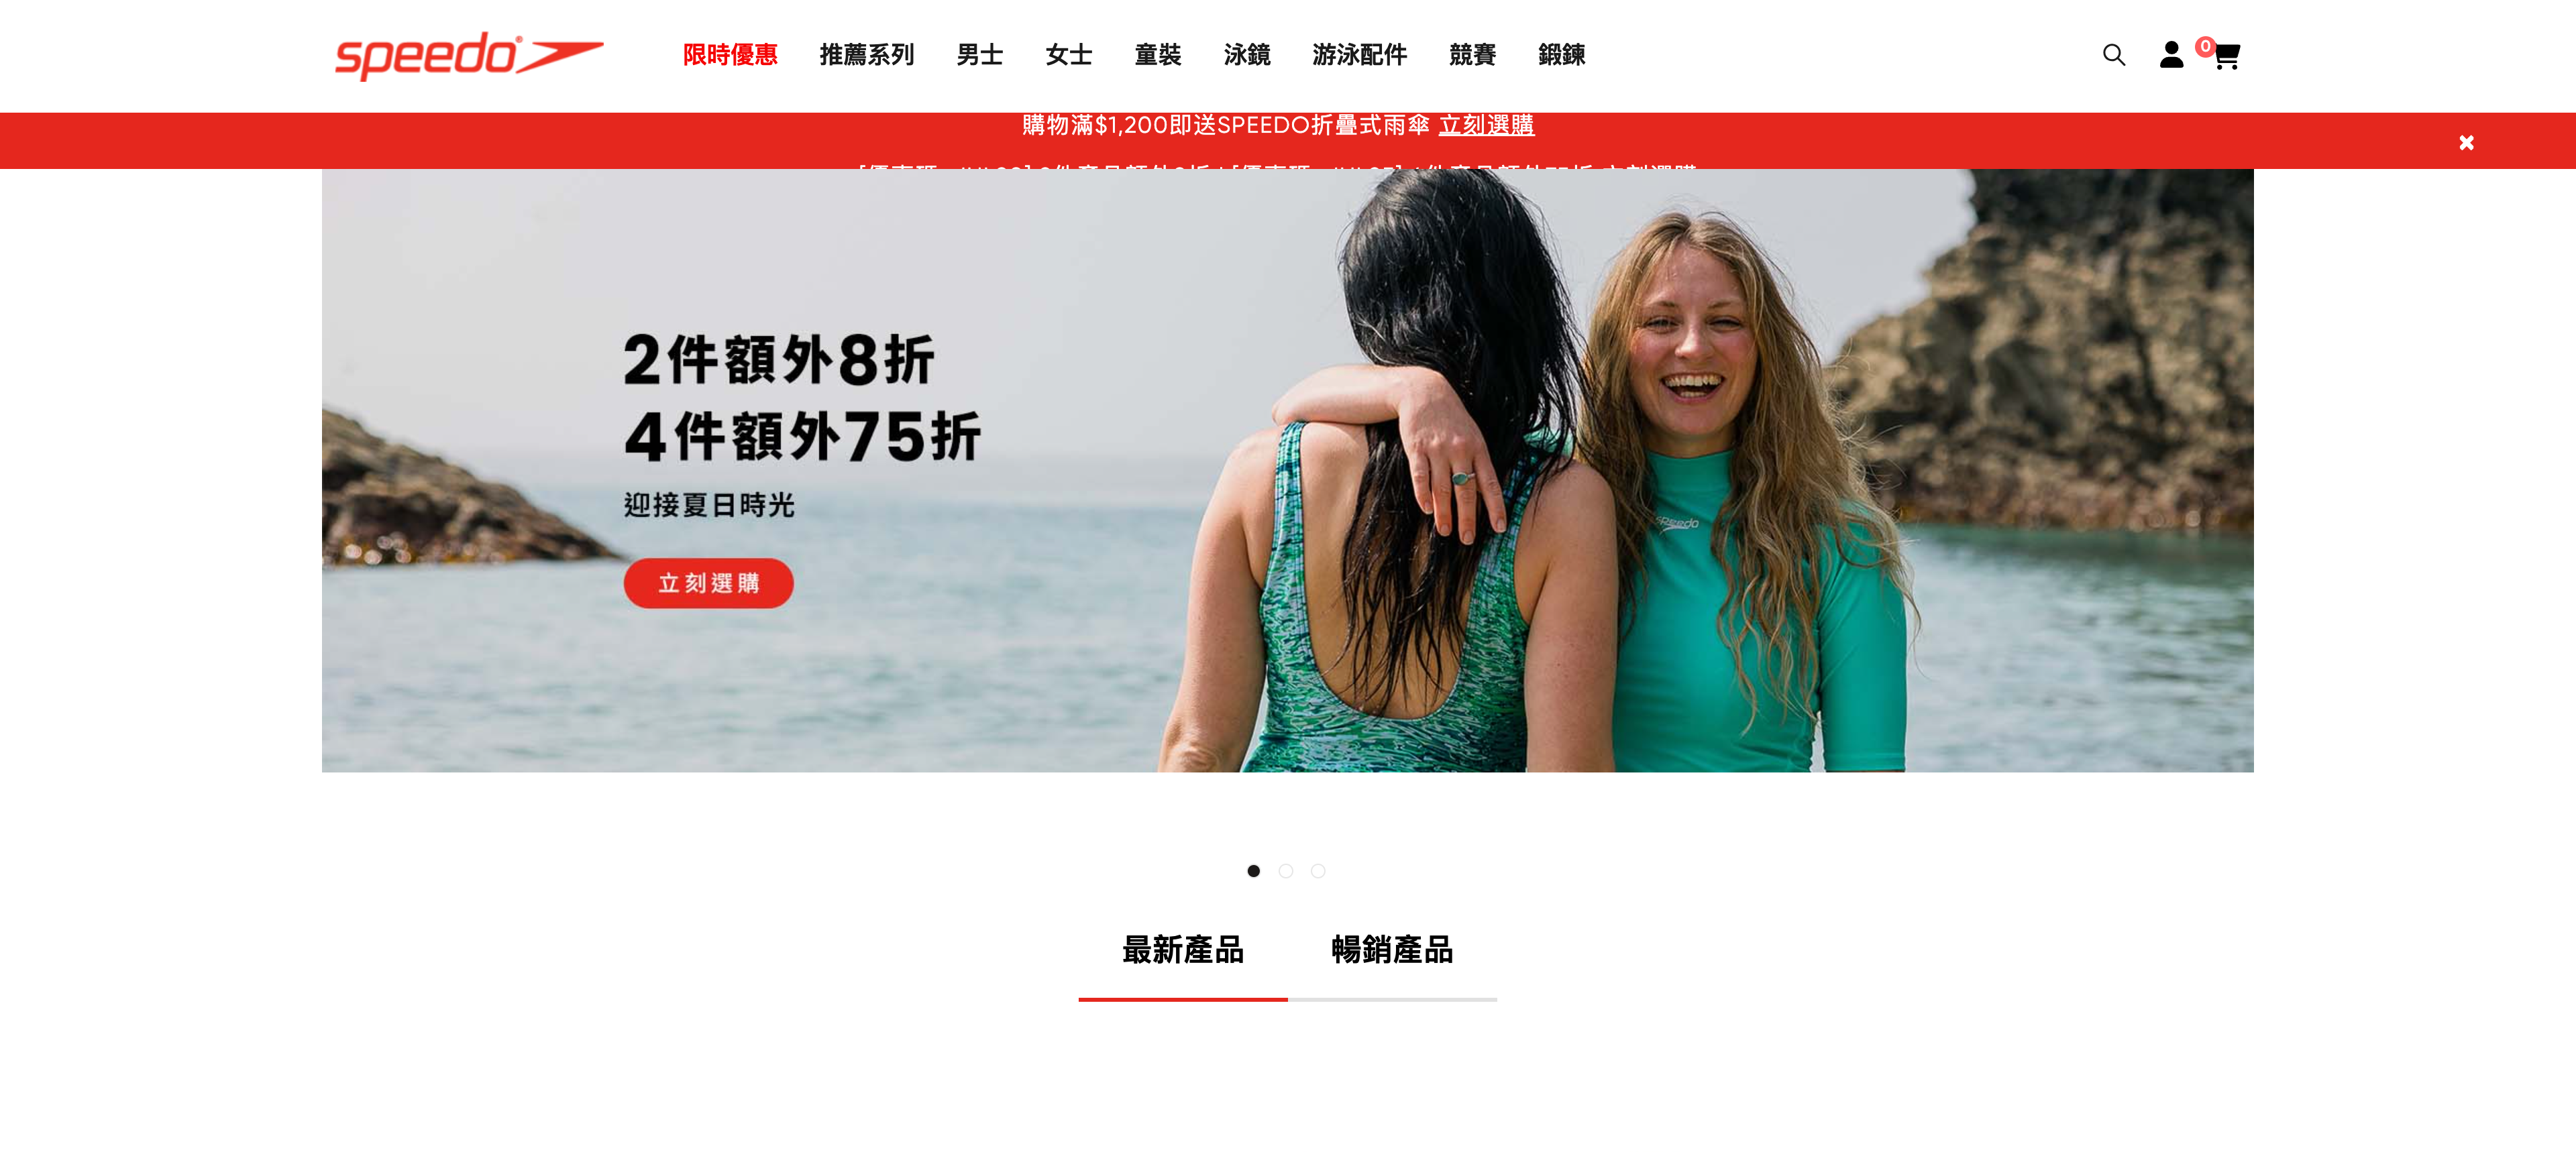 speedo
限時優惠 推薦系列 男士 女士 童裝 泳鏡 游泳配件 競賽 鍛鍊
0
購物滿$1,200即送SPEEDO折疊式雨傘 立刻選購
2件額外8折
4件額外75折
迎接夏日時光
立刻選購
speedo
最新產品 暢銷產品